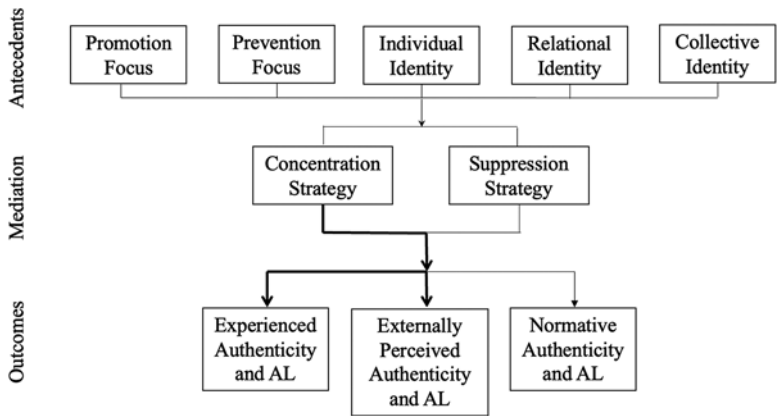 Antecedents
Promotion
Focus
Prevention
Focus
Individual
Identity
Relational
Identity
Collective
Identity
Mediation
Concentration
Strategy
Suppression
Strategy
Outcomes
Experienced
Authenticity
and AL
Externally
Perceived
Authenticity
and AL
Normative
Authenticity
and AL